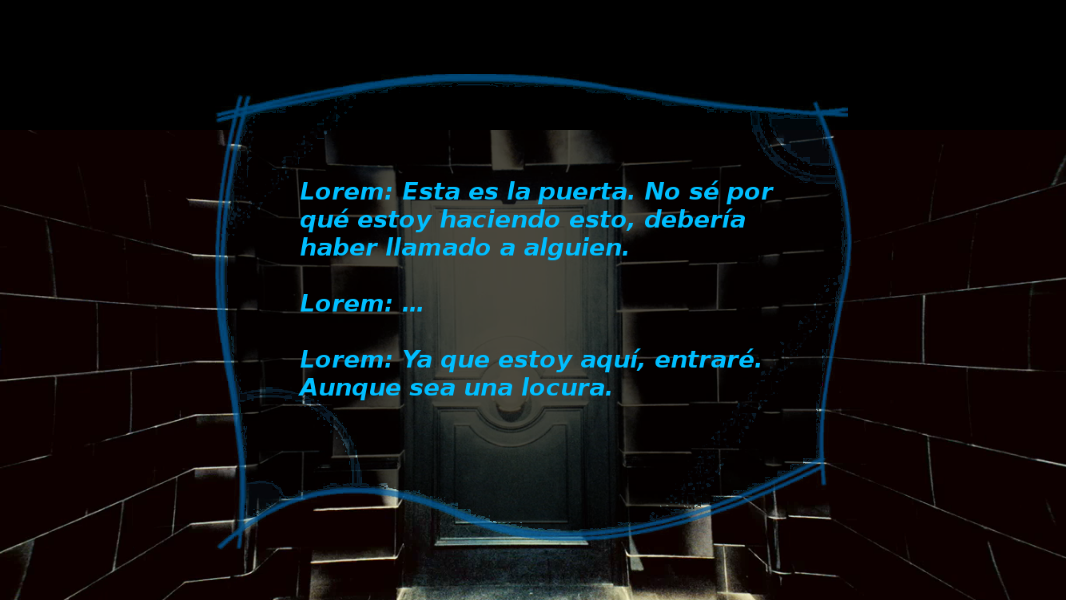 Lorem: Esta es la puerta. No sé por
qué estoy haciendo esto, debería
haber llamado a alguien.
Lorem: …
Lorem: Ya que estoy aquí, entraré.
Aunque sea una locura.